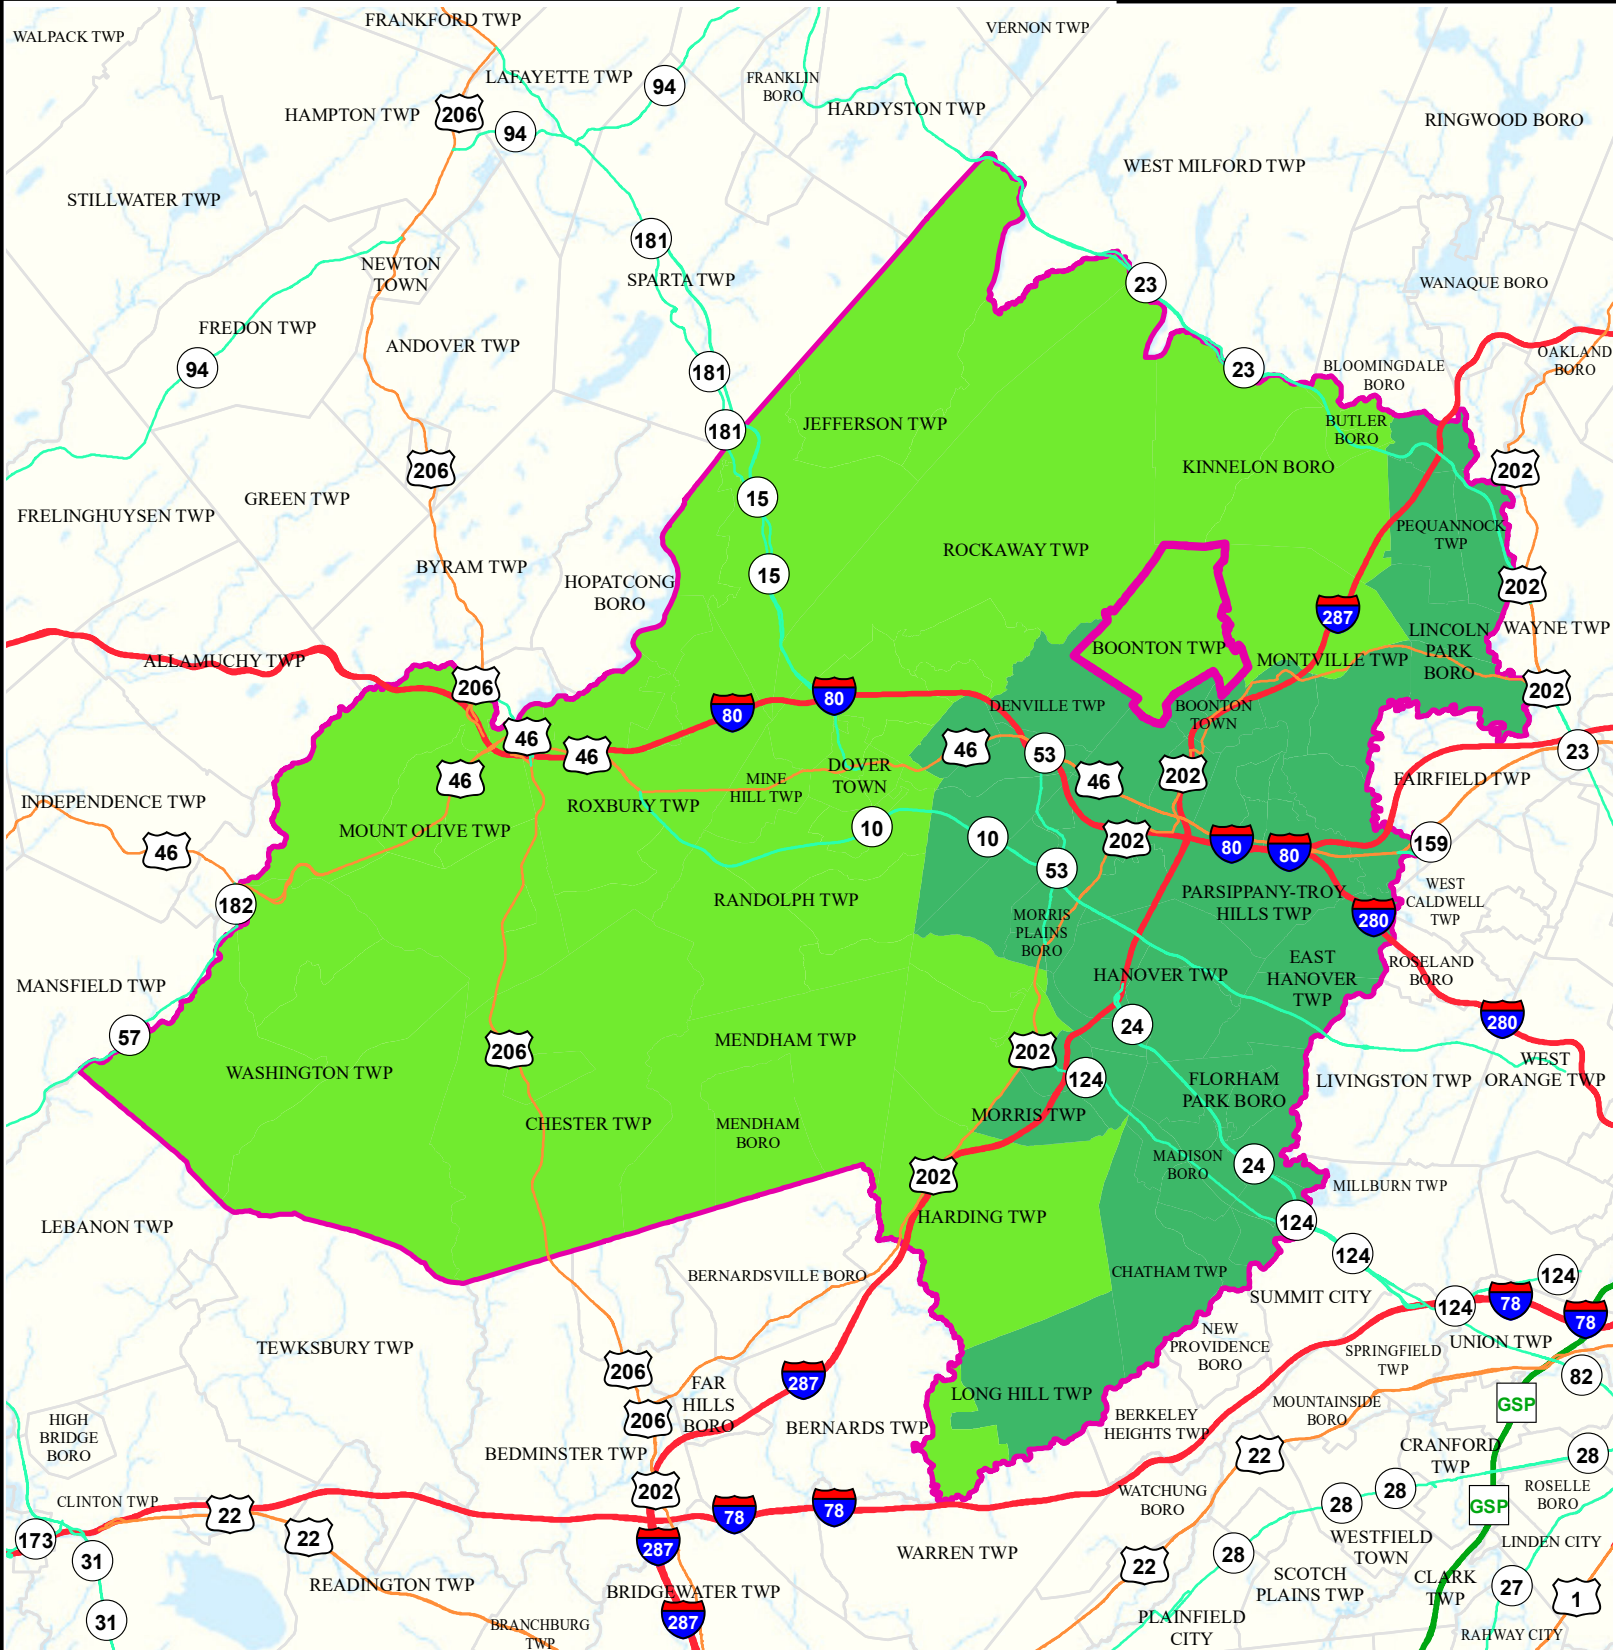 FRANKFORD TWP
WALPACK TWP
VERNON TWP
LAFAYETTE TWP
94
FRANKLIN
BORO
HARDYSTON TWP
HAMPTON TWP
206
94
RINGWOOD BORO
WEST MILFORD TWP
STILLWATER TWP
181
NEWTON
TOWN
SPARTA TWP
23
WANAQUE BORO
FREDON TWP
ANDOVER TWP
94
181
23
BLOOMINGDALE
BORO
OAKLAND
BORO
181
JEFFERSON TWP
BUTLER
BORO
206
KINNELON BORO
202
GREEN TWP
15
FRELINGHUYSEN TWP
PEQUANNOCK
TWP
ROCKAWAY TWP
BYRAM TWP
15
HOPATCONG
BORO
202
287
LINCOLN
PARK
BORO
WAYNE TWP
BOONTON TWP
ALLAMUCHY TWP
MONTVILLE TWP
206
80
80
202
DENVILLE TWP
BOONTON
TOWN
46
46
46
53
23
46
MINE
HILL TWP
DOVER
TOWN
46
202
FAIRFIELD TWP
INDEPENDENCE TWP
ROXBURY TWP
MOUNT OLIVE TWP
10
10
202
80
80
159
46
53
182
RANDOLPH TWP
MORRIS
PLAINS
BORO
PARSIPPANY-TROY
HILLS TWP
WEST
CALDWELL
TWP
280
MANSFIELD TWP
HANOVER TWP
EAST
HANOVER
TWP
ROSELAND
BORO
57
206
MENDHAM TWP
24
202
280
WASHINGTON TWP
124
FLORHAM
PARK BORO
LIVINGSTON TWP
WEST
ORANGE TWP
CHESTER TWP
MENDHAM
BORO
MORRIS TWP
202
MADISON
BORO
24
MILLBURN TWP
LEBANON TWP
HARDING TWP
124
124
BERNARDSVILLE BORO
CHATHAM TWP
124
SUMMIT CITY
124
78
78
TEWKSBURY TWP
NEW
PROVIDENCE
BORO
SPRINGFIELD
TWP
UNION TWP
206
287
82
FAR
HILLS
BORO
LONG HILL TWP
MOUNTAINSIDE
BORO
GSP
206
HIGH
BRIDGE
BORO
BERNARDS TWP
BERKELEY
HEIGHTS TWP
BEDMINSTER TWP
22
CRANFORD
TWP
28
202
CLINTON TWP
22
78
78
WATCHUNG
BORO
28
28
GSP
ROSELLE
BORO
173
22
287
WARREN TWP
28
WESTFIELD
TOWN
LINDEN CITY
31
22
READINGTON TWP
BRIDGEWATER TWP
SCOTCH
PLAINS TWP
CLARK
TWP
27
1
31
287
BRANCHBURG
TWP
PLAINFIELD
CITY
RAHWAY CITY